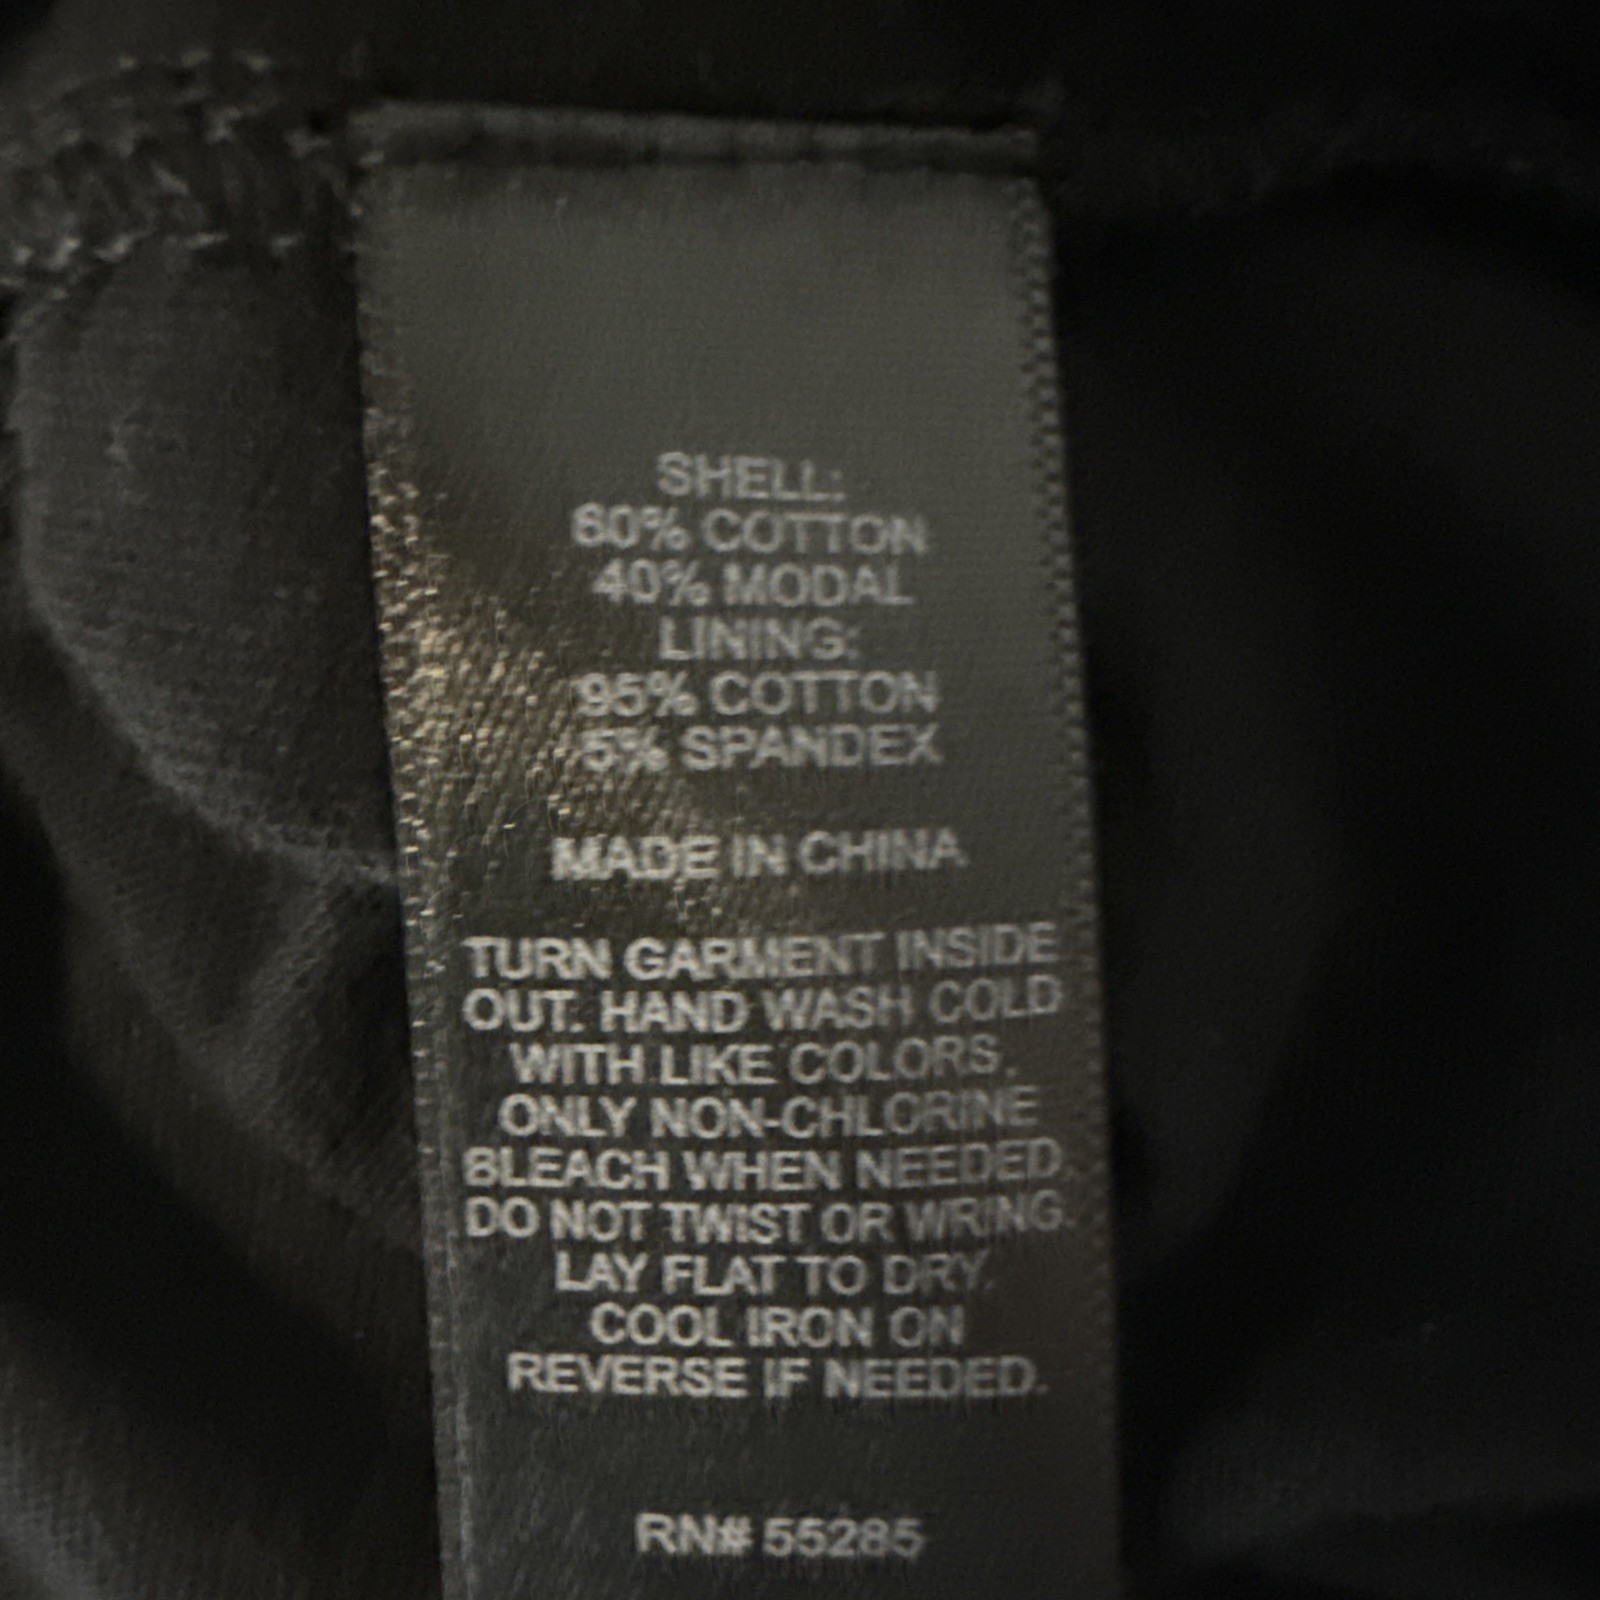 SHELL:
60% COTTON
40% MODAL
LINING:
95% COTTON
5% SPANDEX
MADE IN CHINA
TURN GARMENT INSIDE
OUT. HAND WASH COLD
WITH LIKE COLORS.
ONLY NON-CHLORINE
BLEACH WHEN NEEDED.
DO NOT TWIST OR WRING.
LAY FLAT TO DRY.
COOL IRON ON
REVERSE IF NEEDED.
RN# 55285